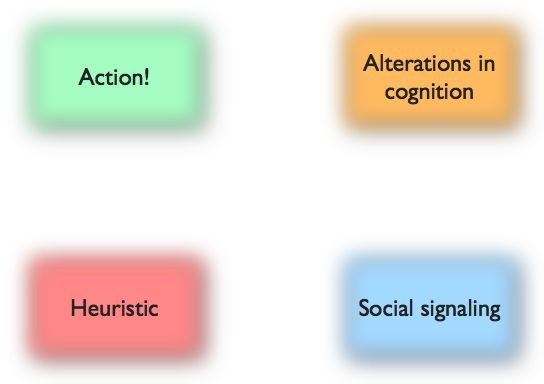 Action!
Alterations in
cognition
Heuristic
Social signaling